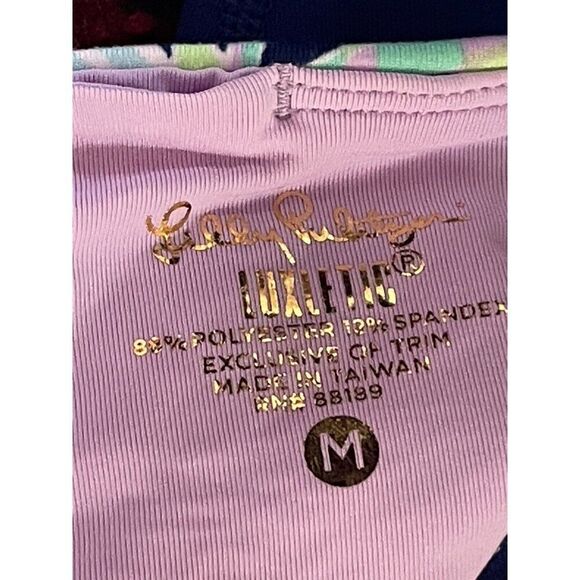 Lilly Pulitzer
LUXLETIC®
88% POLYESTER 12% SPANDEX
EXCLUSIVE OF TRIM
MADE IN TAIWAN
RN# 88199
M